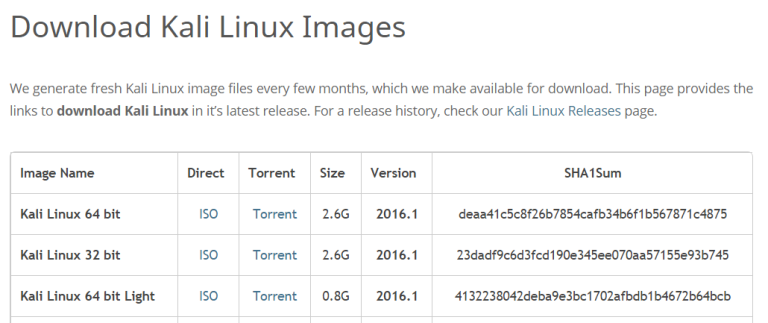 Download Kali Linux Images
We generate fresh Kali Linux image files every few months, which we make available for download. This page provides the
links to download Kali Linux in it’s latest release. For a release history, check our Kali Linux Releases page.
Image Name Direct Torrent Size Version SHA1Sum
Kali Linux 64 bit ISO Torrent 2.6G 2016.1 deaa41c5c8f26b7854cafb34b6f1b567871c4875
Kali Linux 32 bit ISO Torrent 2.6G 2016.1 23dadf9c6d3fcd190e345ee070aa57155e93b745
Kali Linux 64 bit Light ISO Torrent 0.8G 2016.1 4132238042deba9e3bc1702afbdb1b4672b64bcb